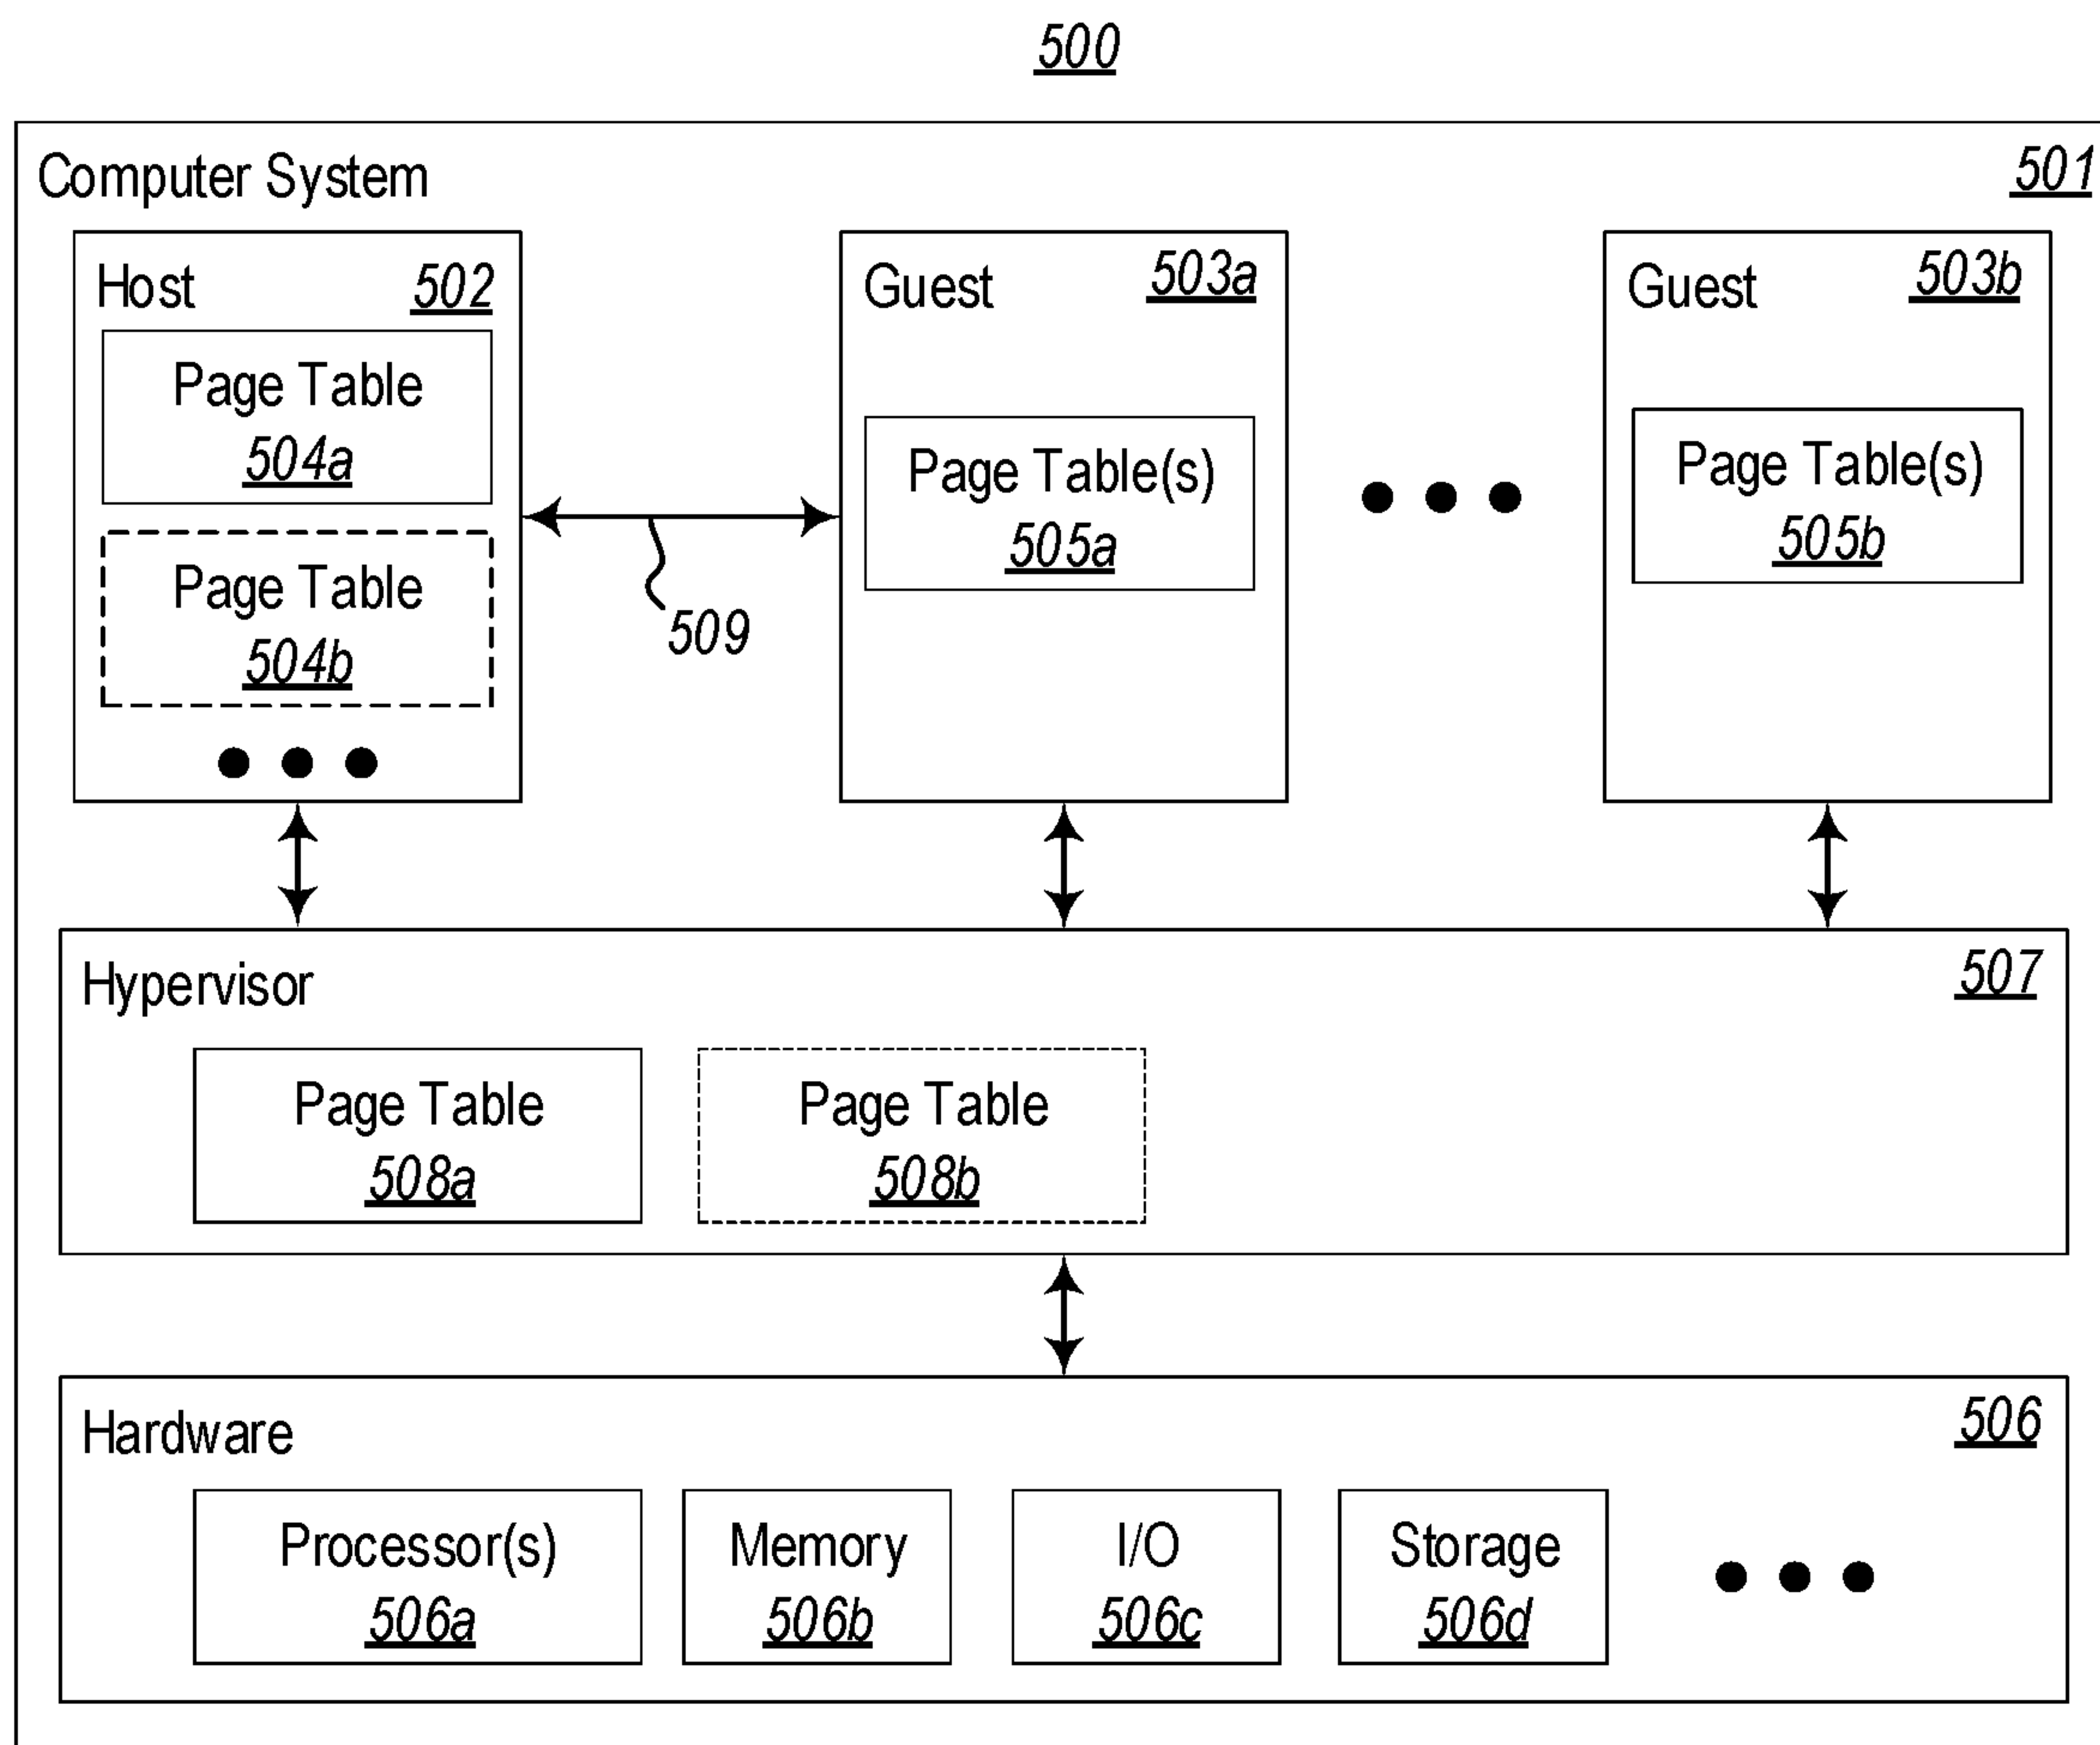 500
Computer System 501
Host 502
Page Table
504a
Page Table
504b
509
Guest 503a
Page Table(s)
505a
Guest 503b
Page Table(s)
505b
Hypervisor 507
Page Table
508a
Page Table
508b
Hardware 506
Processor(s)
506a
Memory
506b
I/O
506c
Storage
506d